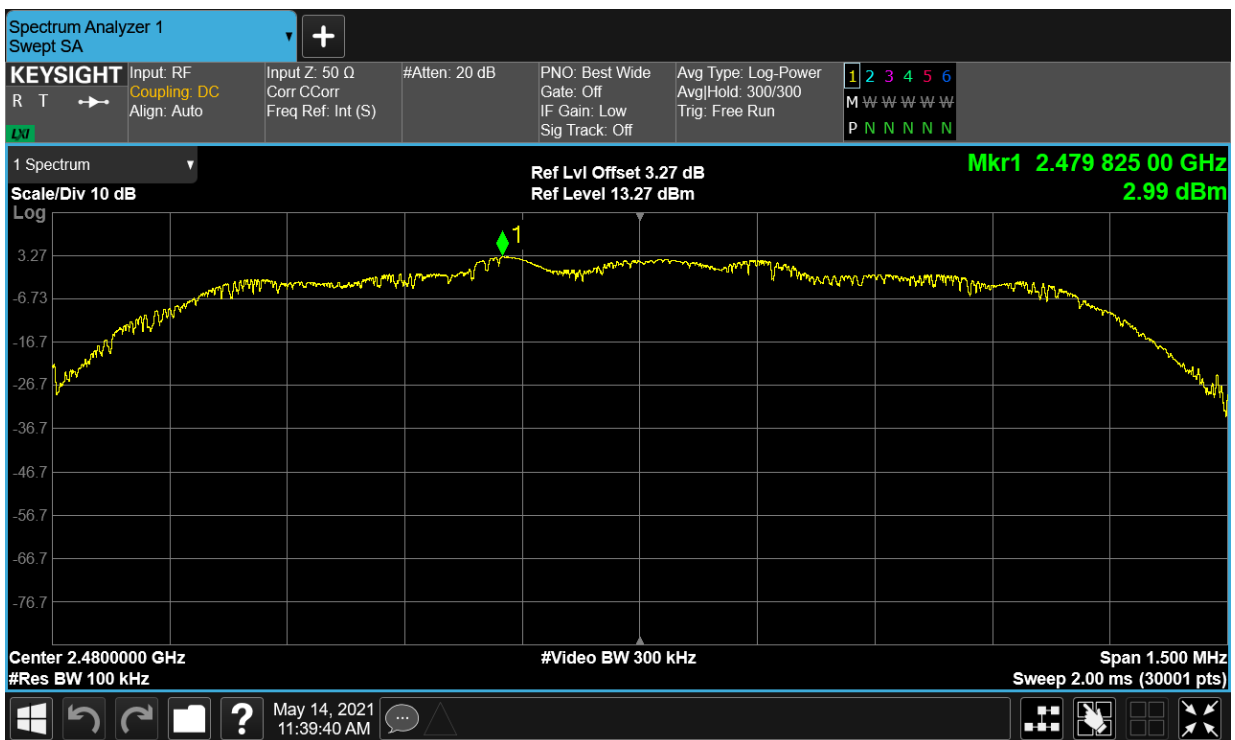 Spectrum Analyzer 1
Swept SA
+
KEYSIGHT Input: RF Input Z: 50 Ω #Atten: 20 dB PNO: Best Wide Avg Type: Log-Power 1 2 3 4 5 6
R T Coupling: DC Corr CCorr Gate: Off Avg|Hold: 300/300 M W W W W W
Align: Auto Freq Ref: Int (S) IF Gain: Low Trig: Free Run
LXI Sig Track: Off P N N N N N
1 Spectrum Ref Lvl Offset 3.27 dB Mkr1 2.479 825 00 GHz
Scale/Div 10 dB Ref Level 13.27 dBm 2.99 dBm
Log
1
3.27
-6.73
-16.7
-26.7
-36.7
-46.7
-56.7
-66.7
-76.7
Center 2.4800000 GHz #Video BW 300 kHz Span 1.500 MHz
#Res BW 100 kHz Sweep 2.00 ms (30001 pts)
? May 14, 2021
11:39:40 AM